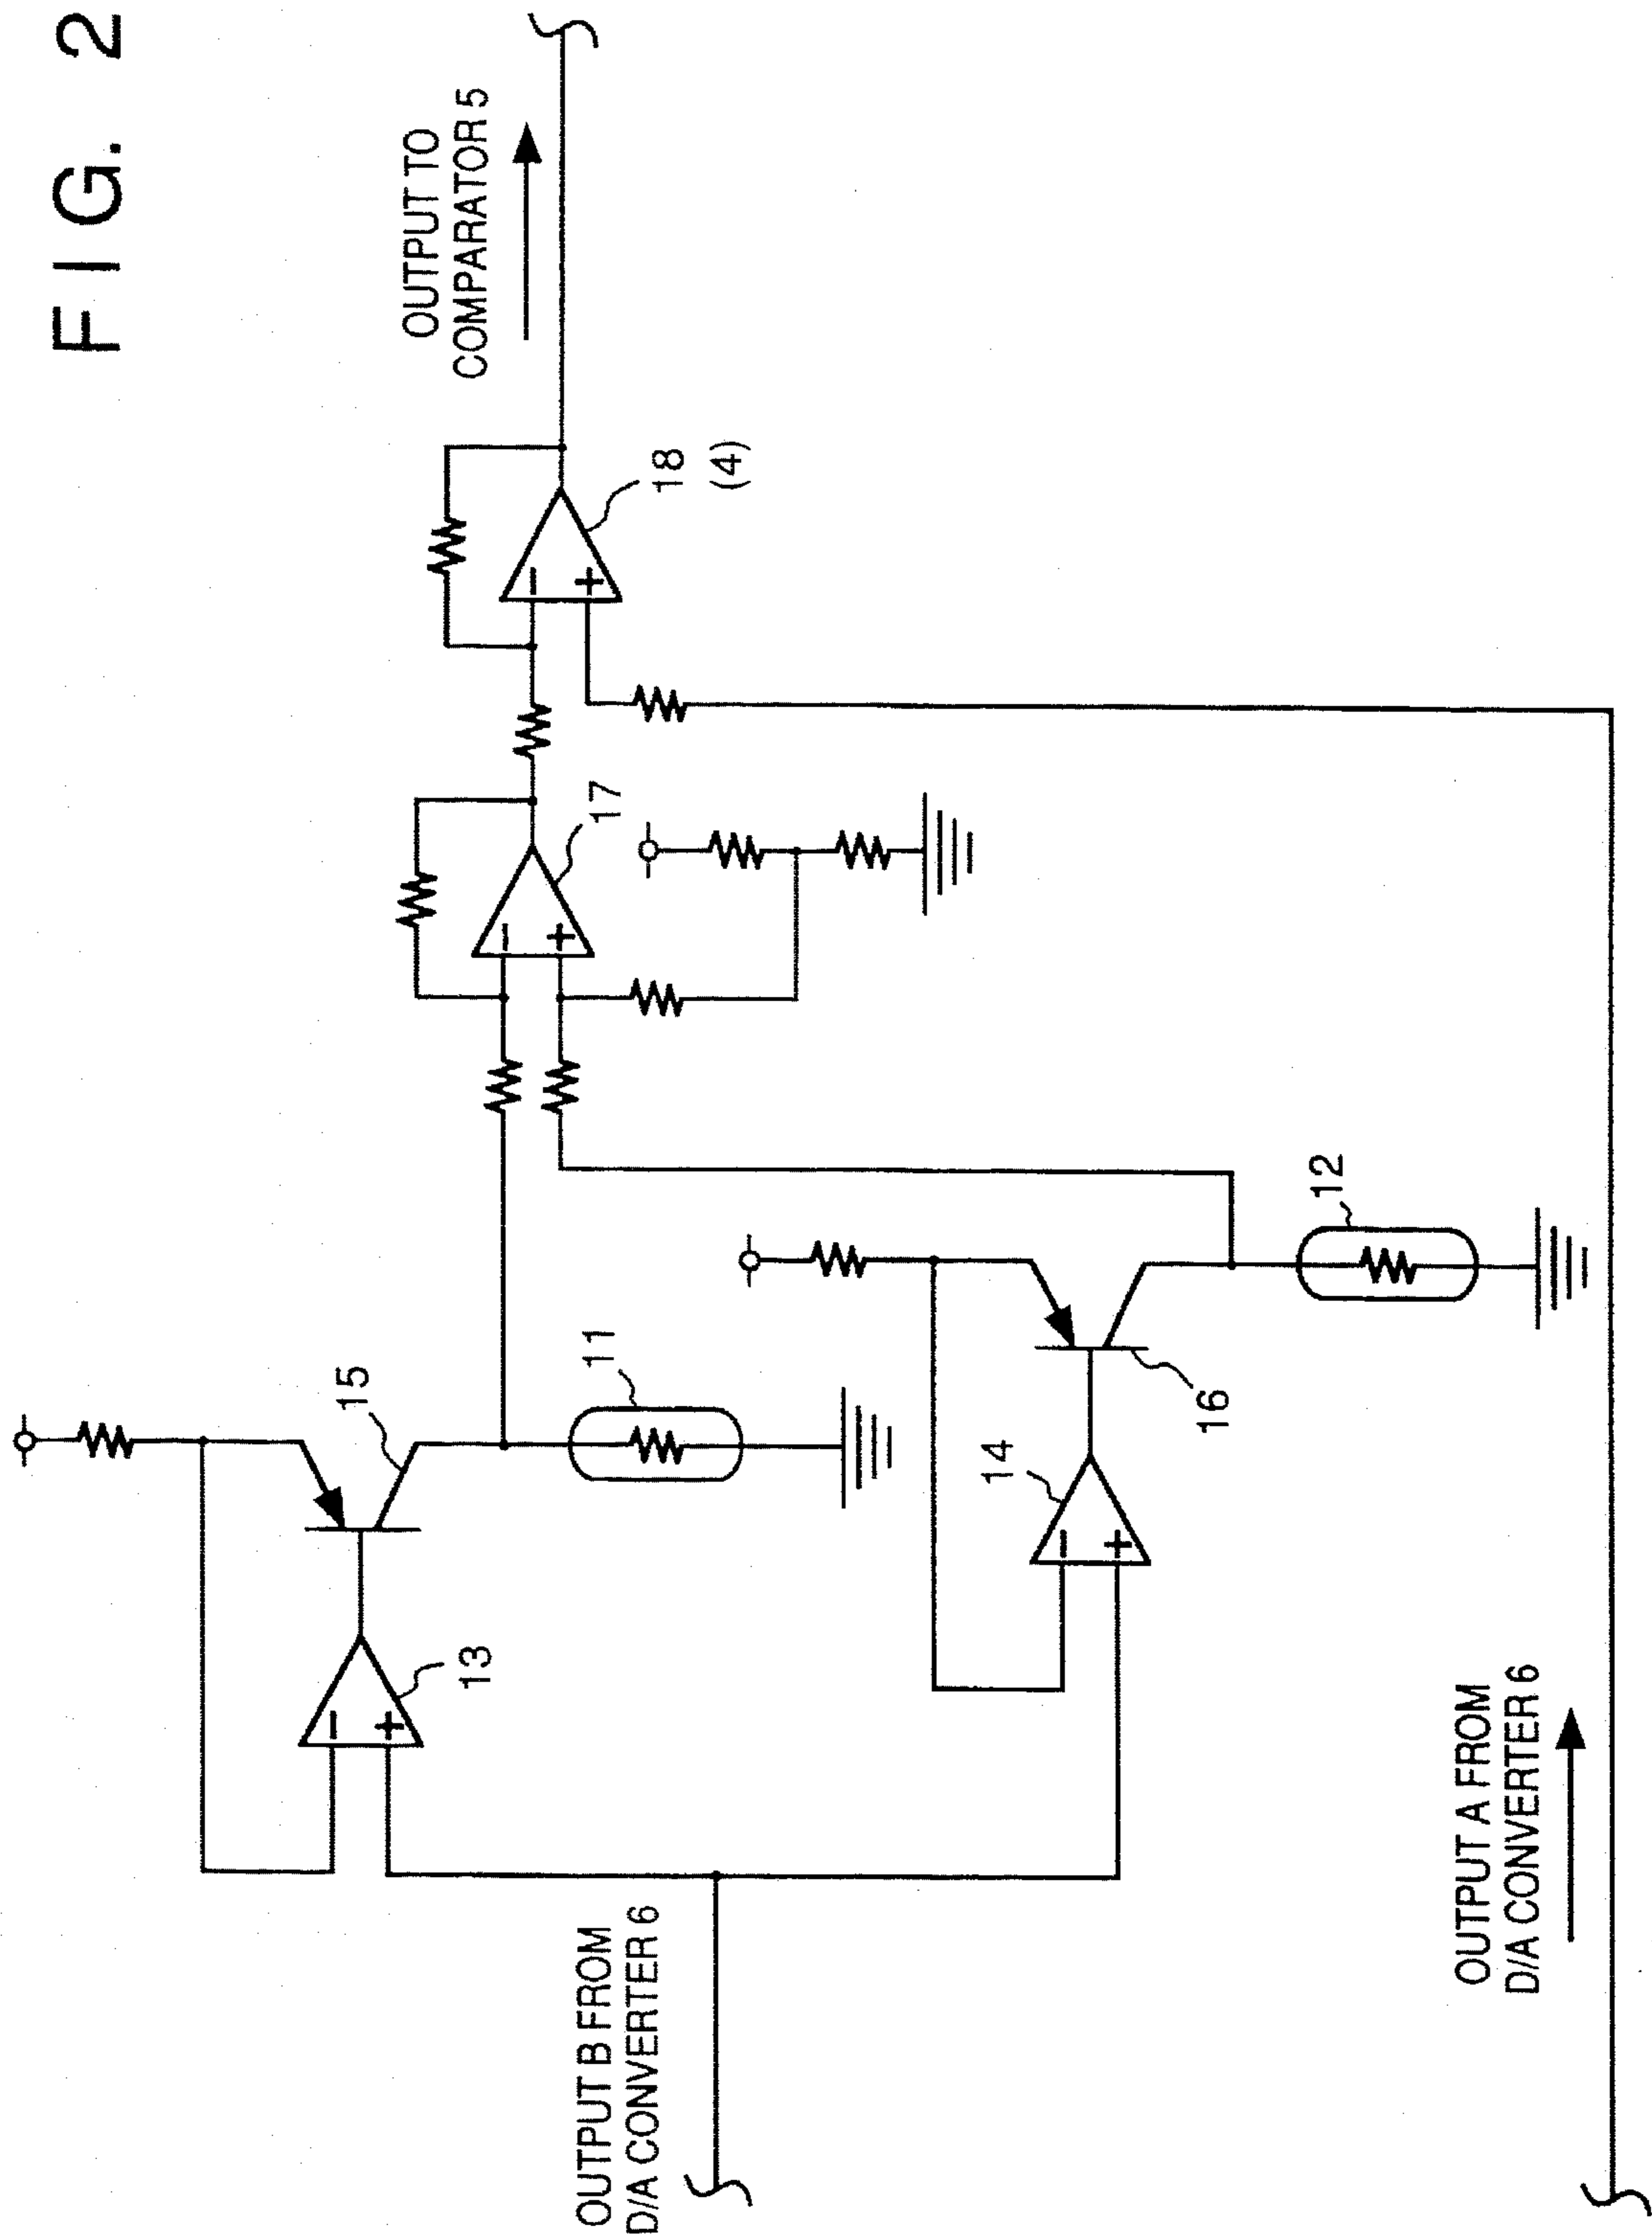 FIG. 2
OUTPUT TO
COMPARATOR 5
15
11
13
17
18
(4)
14
16
12
OUTPUT B FROM
D/A CONVERTER 6
OUTPUT A FROM
D/A CONVERTER 6